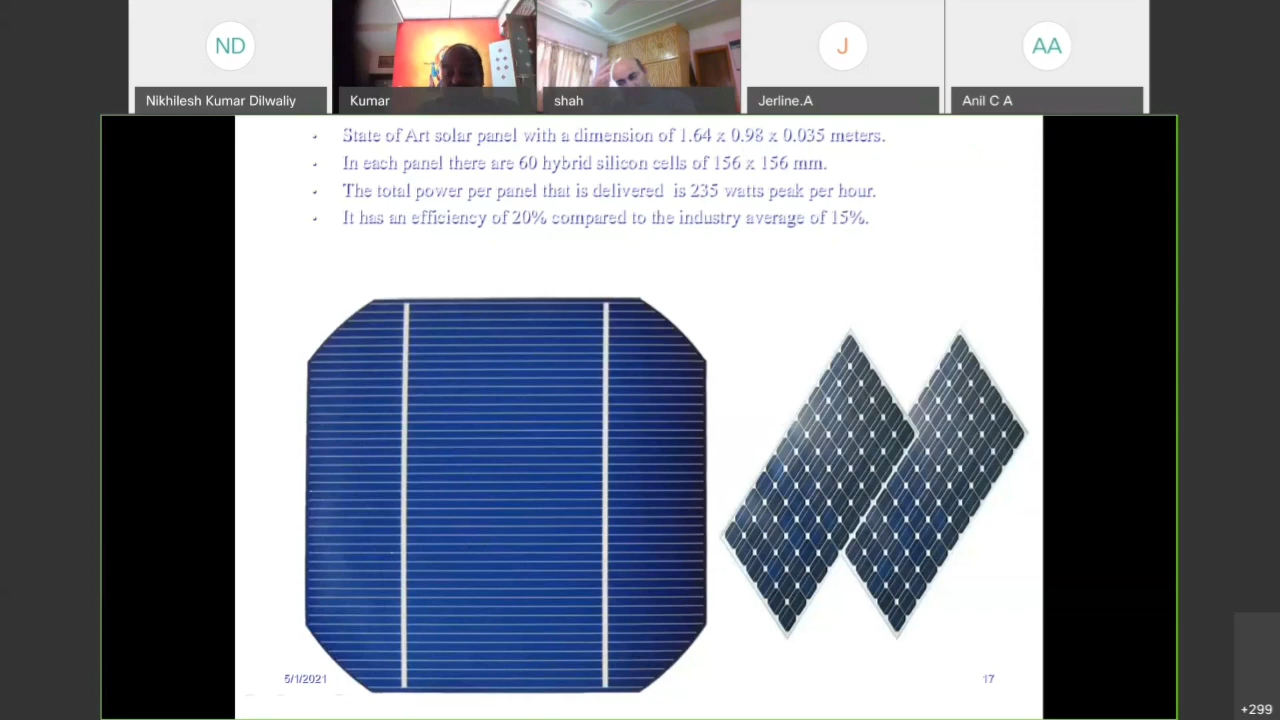 ND
J
AA
Nikhilesh Kumar Dilwaliy
Kumar
shah
Jerline.A
Anil C A
State of Art solar panel with a dimension of 1.64 x 0.98 x 0.035 meters.
In each panel there are 60 hybrid silicon cells of 156 x 156 mm.
The total power per panel that is delivered is 235 watts peak per hour.
It has an efficiency of 20% compared to the industry average of 15%.
5/1/2021
17
+299